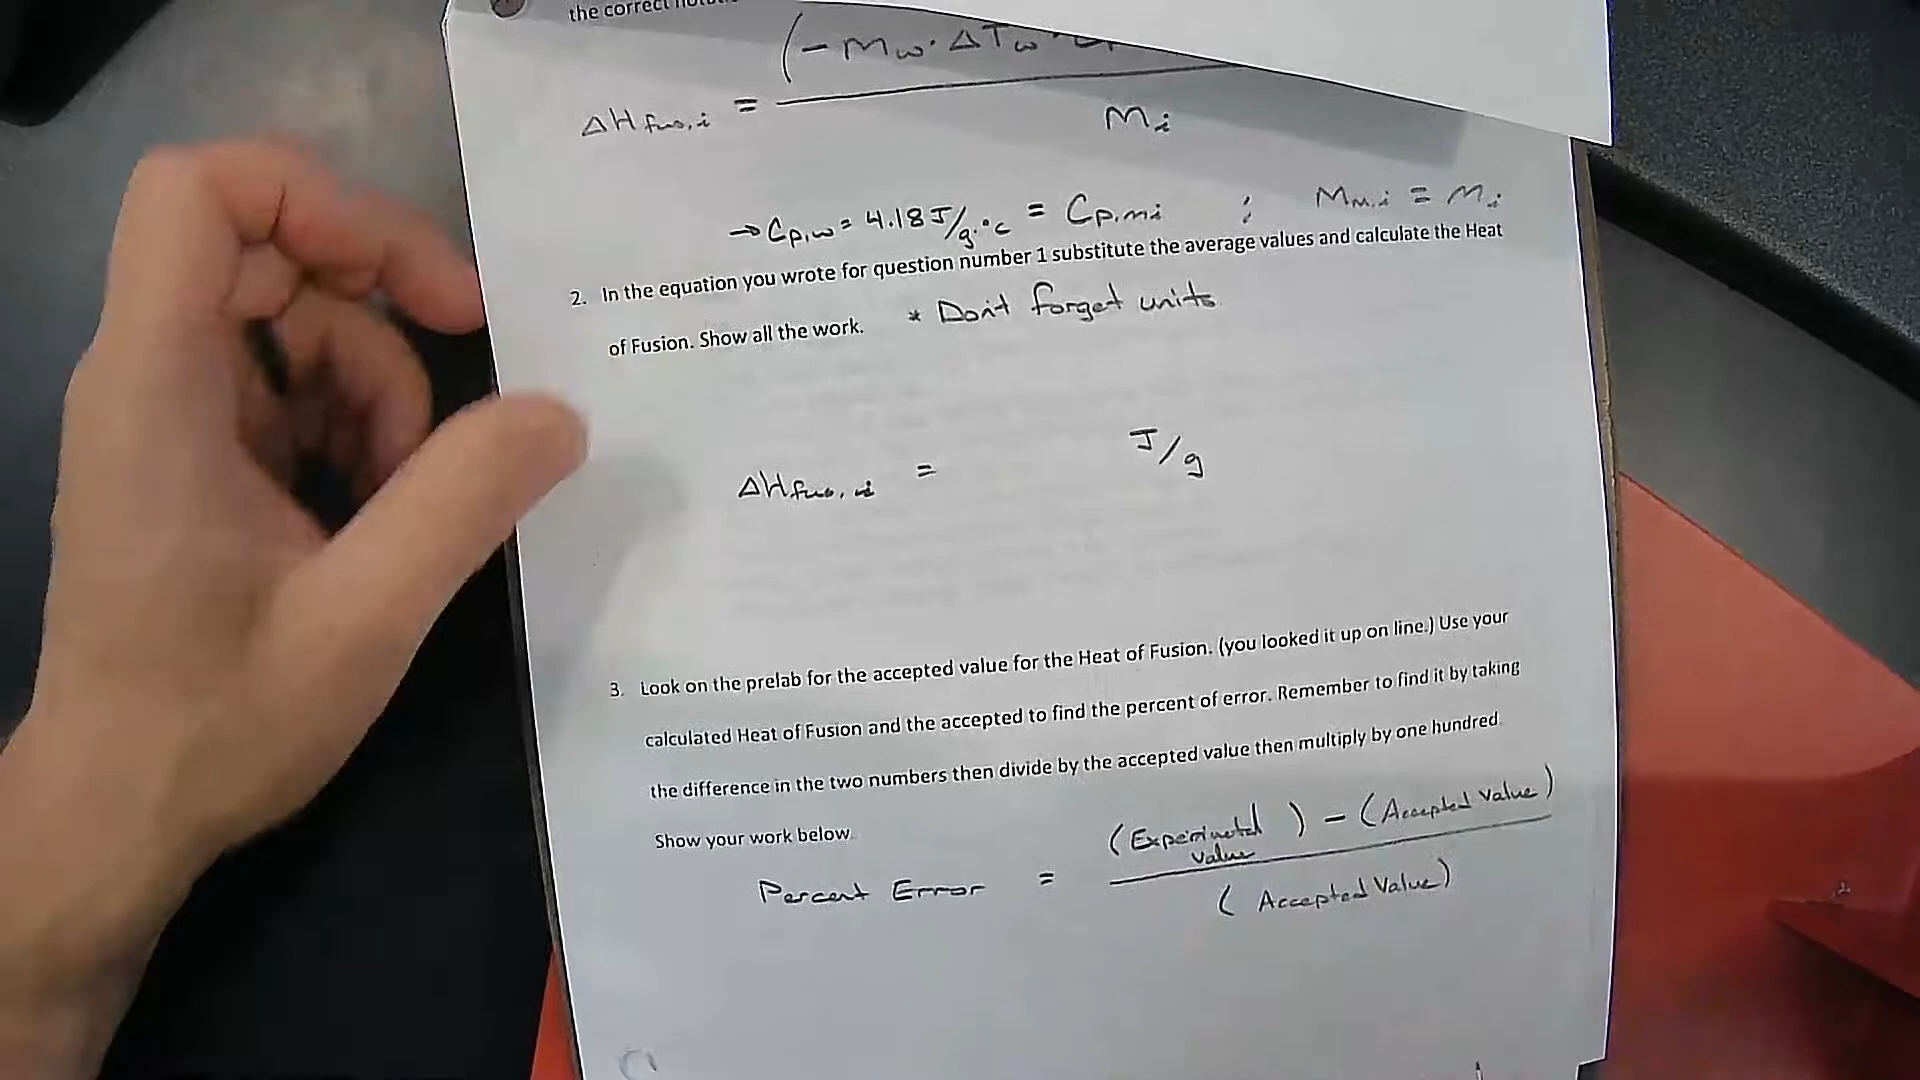 the correct
(- Mw · ΔTw ·
ΔHfus,i =
Mi
→ Cp,w = 4.18 J/g·°C = Cp,mi ; Mm,i = Mi
2. In the equation you wrote for question number 1 substitute the average values and calculate the Heat
of Fusion. Show all the work. * Don't forget units
ΔHfus,i = J/g
3. Look on the prelab for the accepted value for the Heat of Fusion. (you looked it up on line.) Use your
calculated Heat of Fusion and the accepted to find the percent of error. Remember to find it by taking
the difference in the two numbers then divide by the accepted value then multiply by one hundred.
Show your work below.
(Experimental value) - (Accepted Value)
Percent Error =
(Accepted Value)